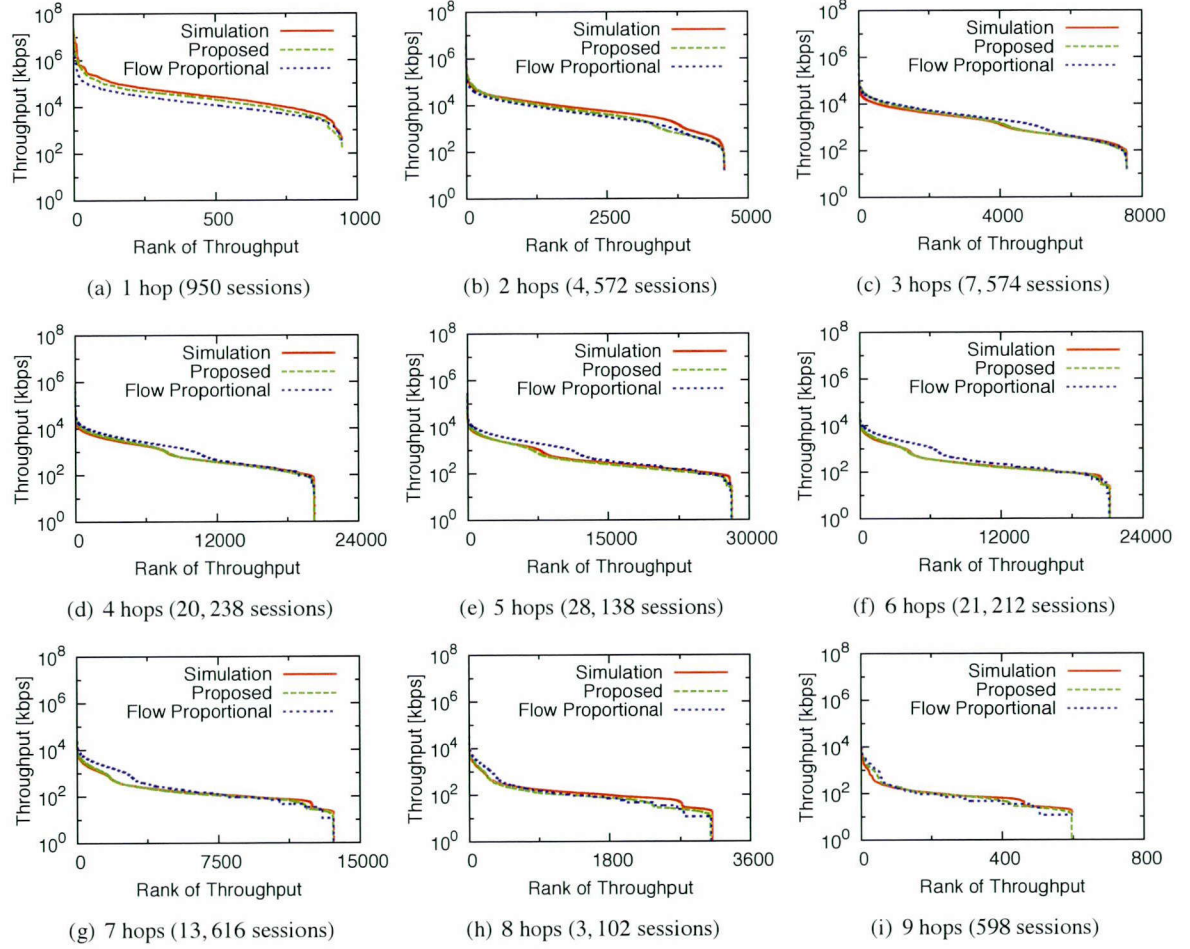 10^8
10^6
10^4
10^2
10^0
Throughput [kbps]
Simulation
Proposed
Flow Proportional
0
500
1000
Rank of Throughput
(a) 1 hop (950 sessions)
10^8
10^6
10^4
10^2
10^0
Throughput [kbps]
Simulation
Proposed
Flow Proportional
0
2500
5000
Rank of Throughput
(b) 2 hops (4, 572 sessions)
10^8
10^6
10^4
10^2
10^0
Throughput [kbps]
Simulation
Proposed
Flow Proportional
0
4000
8000
Rank of Throughput
(c) 3 hops (7, 574 sessions)
10^8
10^6
10^4
10^2
10^0
Throughput [kbps]
Simulation
Proposed
Flow Proportional
0
12000
24000
Rank of Throughput
(d) 4 hops (20, 238 sessions)
10^8
10^6
10^4
10^2
10^0
Throughput [kbps]
Simulation
Proposed
Flow Proportional
0
15000
30000
Rank of Throughput
(e) 5 hops (28, 138 sessions)
10^8
10^6
10^4
10^2
10^0
Throughput [kbps]
Simulation
Proposed
Flow Proportional
0
12000
24000
Rank of Throughput
(f) 6 hops (21, 212 sessions)
10^8
10^6
10^4
10^2
10^0
Throughput [kbps]
Simulation
Proposed
Flow Proportional
0
7500
15000
Rank of Throughput
(g) 7 hops (13, 616 sessions)
10^8
10^6
10^4
10^2
10^0
Throughput [kbps]
Simulation
Proposed
Flow Proportional
0
1800
3600
Rank of Throughput
(h) 8 hops (3, 102 sessions)
10^8
10^6
10^4
10^2
10^0
Throughput [kbps]
Simulation
Proposed
Flow Proportional
0
400
800
Rank of Throughput
(i) 9 hops (598 sessions)